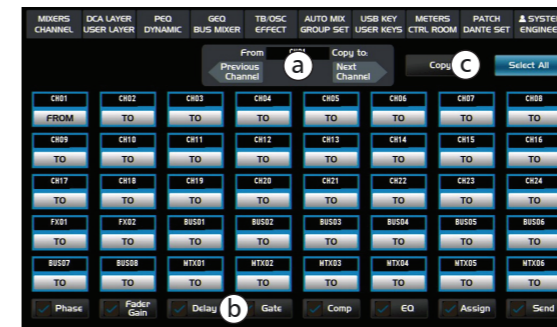 MIXERS DCA LAYER PEQ GEQ TB/OSC AUTO MIX USB KEY METERS PATCH SYSTE
CHANNEL USER LAYER DYNAMIC BUS MIXER EFFECT GROUP SET USER KEYS CTRL ROOM DANTE SET ENGINEE
From Copy to:
Previous Channel a Next Channel Copy c Select All
CH01 CH02 CH03 CH04 CH05 CH06 CH07 CH08
FROM TO TO TO TO TO TO TO
CH09 CH10 CH11 CH12 CH13 CH14 CH15 CH16
TO TO TO TO TO TO TO TO
CH17 CH18 CH19 CH20 CH21 CH22 CH23 CH24
TO TO TO TO TO TO TO TO
FX01 FX02 BUS01 BUS02 BUS03 BUS04 BUS05 BUS06
TO TO TO TO TO TO TO TO
BUS07 BUS08 MTX01 MTX02 MTX03 MTX04 MTX05 MTX06
TO TO TO TO TO TO TO TO
Phase Fader Gain Delay b Gate Comp EQ Assign Send